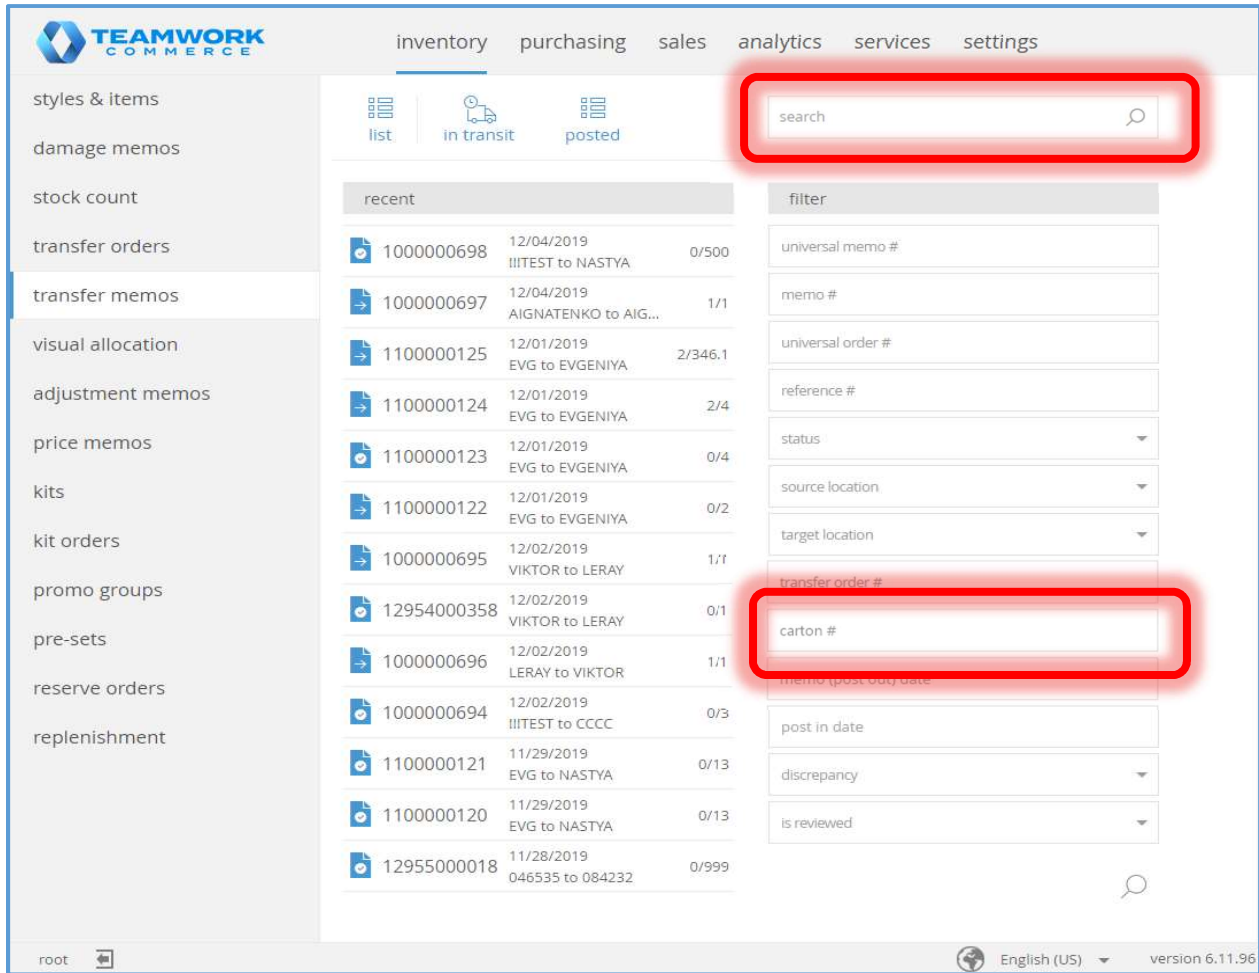 TEAMWORK
COMMERCE
inventory purchasing sales analytics services settings
styles & items
damage memos
stock count
transfer orders
transfer memos
visual allocation
adjustment memos
price memos
kits
kit orders
promo groups
pre-sets
reserve orders
replenishment
list in transit posted
search
recent
1000000698 12/04/2019 0/500
!!!TEST to NASTYA
1000000697 12/04/2019 1/1
AIGNATENKO to AIG...
1100000125 12/01/2019 2/346.1
EVG to EVGENIYA
1100000124 12/01/2019 2/4
EVG to EVGENIYA
1100000123 12/01/2019 0/4
EVG to EVGENIYA
1100000122 12/01/2019 0/2
EVG to EVGENIYA
1000000695 12/02/2019 1/1
VIKTOR to LERAY
12954000358 12/02/2019 0/1
VIKTOR to LERAY
1000000696 12/02/2019 1/1
LERAY to VIKTOR
1000000694 12/02/2019 0/3
!!!TEST to CCCC
1100000121 11/29/2019 0/13
EVG to NASTYA
1100000120 11/29/2019 0/13
EVG to NASTYA
12955000018 11/28/2019 0/999
046535 to 084232
filter
universal memo #
memo #
universal order #
reference #
status
source location
target location
transfer order #
carton #
memo (post out) date
post in date
discrepancy
is reviewed
root English (US) version 6.11.96